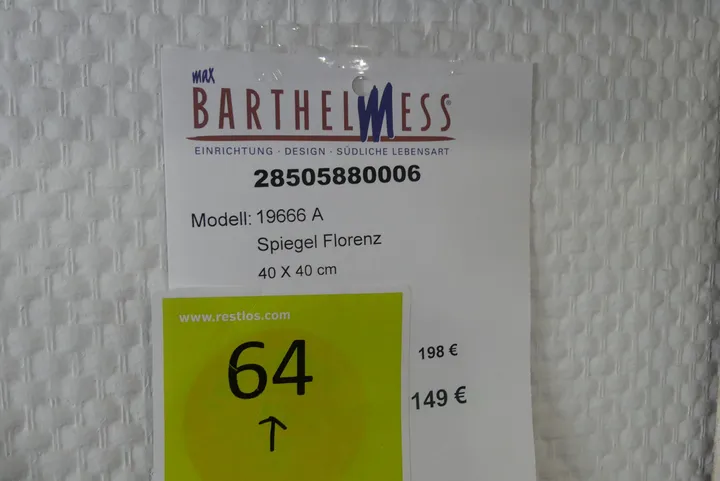 max
BARTHELMESS®
EINRICHTUNG · DESIGN · SÜDLICHE LEBENSART
28505880006
Modell: 19666 A
Spiegel Florenz
40 X 40 cm
www.restlos.com
64
198 €
149 €